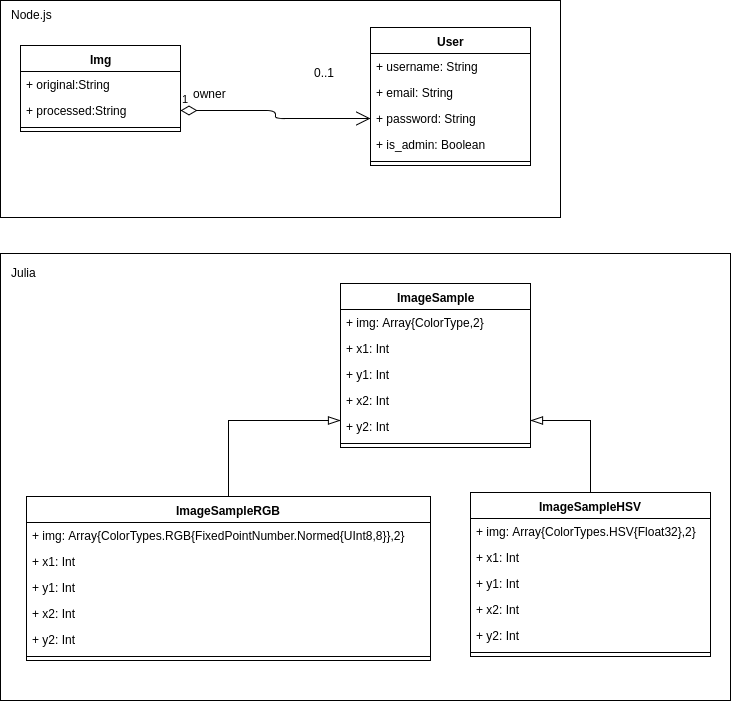 Node.js
Img
+ original:String
+ processed:String
1
owner
0..1
User
+ username: String
+ email: String
+ password: String
+ is_admin: Boolean
Julia
ImageSample
+ img: Array{ColorType,2}
+ x1: Int
+ y1: Int
+ x2: Int
+ y2: Int
ImageSampleRGB
+ img: Array{ColorTypes.RGB{FixedPointNumber.Normed{UInt8,8}},2}
+ x1: Int
+ y1: Int
+ x2: Int
+ y2: Int
ImageSampleHSV
+ img: Array{ColorTypes.HSV{Float32},2}
+ x1: Int
+ y1: Int
+ x2: Int
+ y2: Int